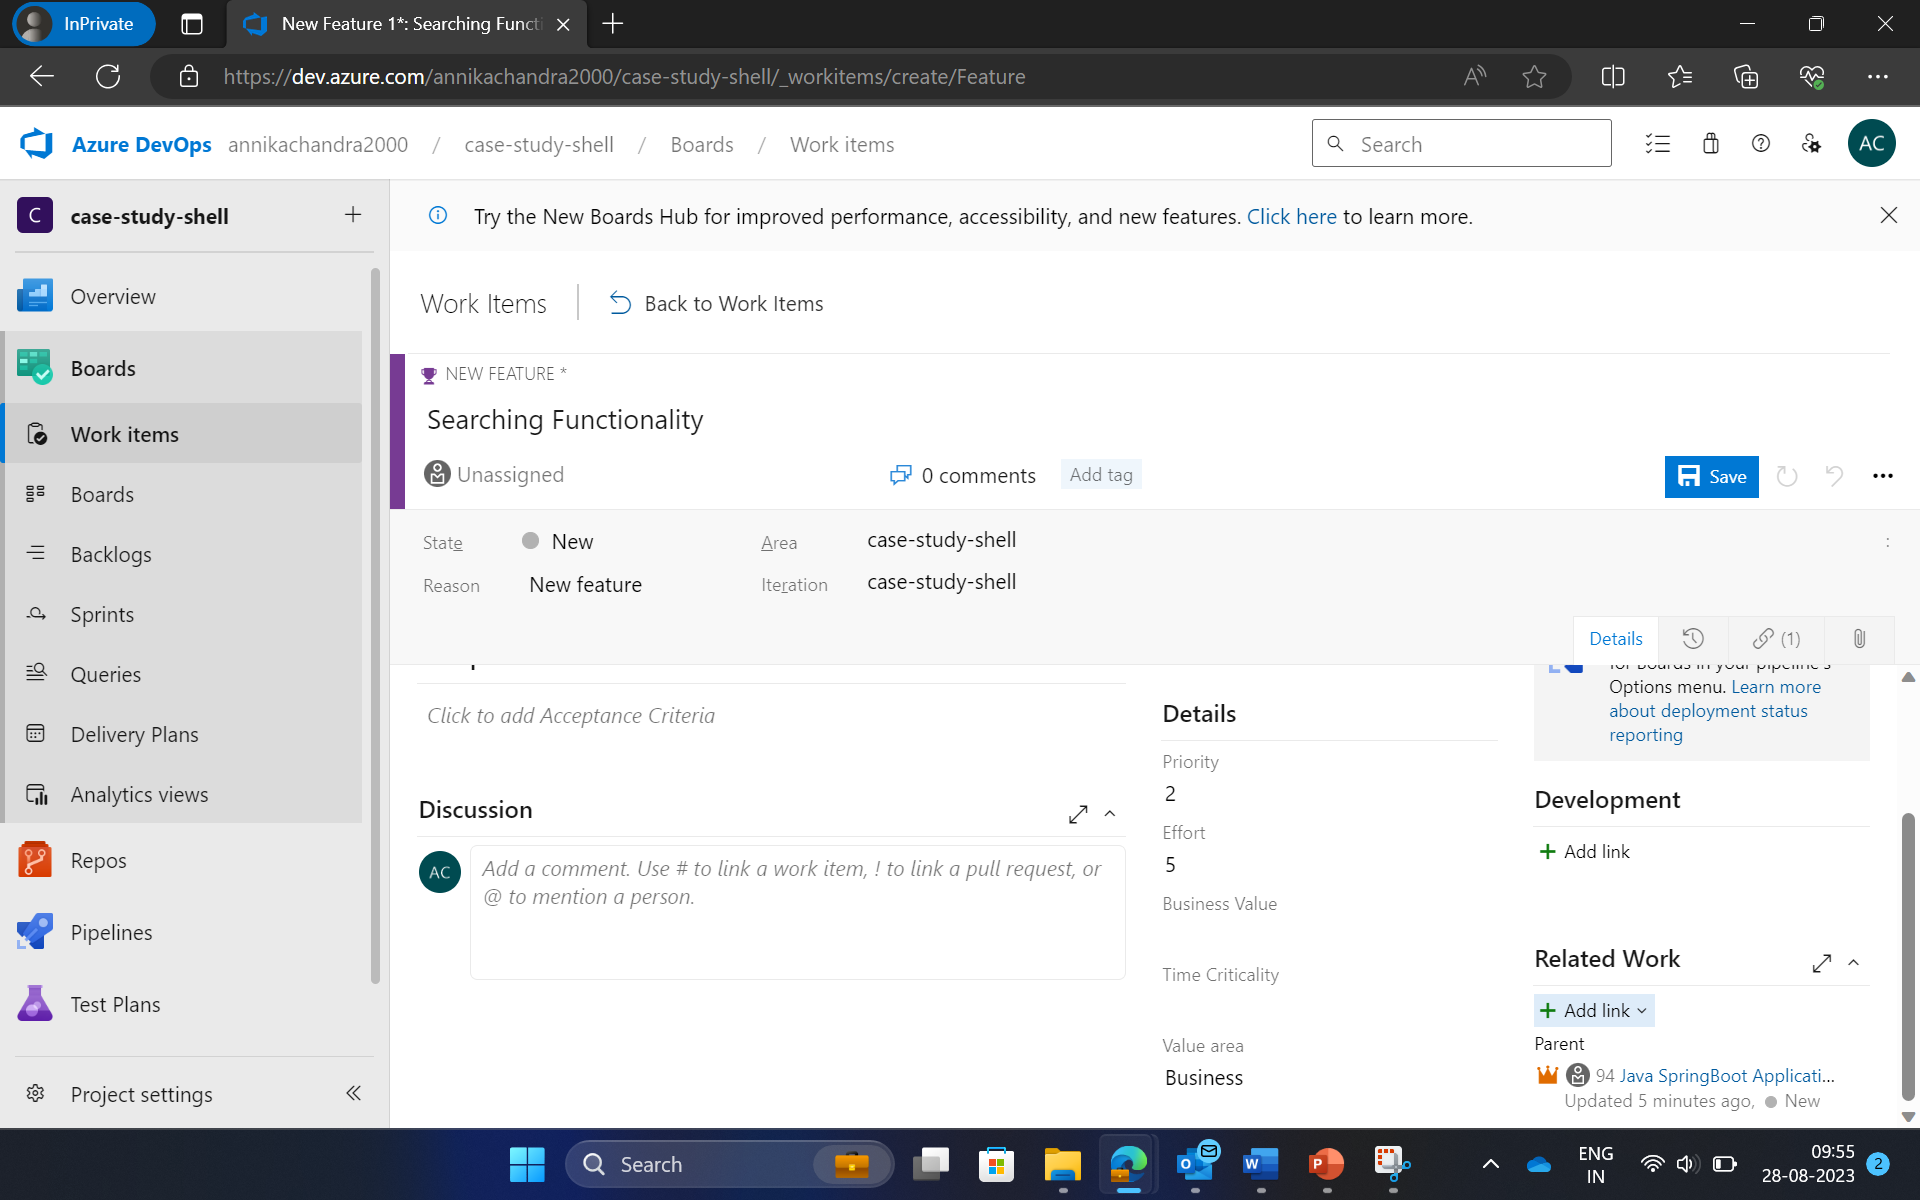 InPrivate
New Feature 1*: Searching Functi
https://dev.azure.com/annikachandra2000/case-study-shell/_workitems/create/Feature
Azure DevOps annikachandra2000 / case-study-shell / Boards / Work items
Search
AC
C case-study-shell
Try the New Boards Hub for improved performance, accessibility, and new features. Click here to learn more.
Overview
Boards
Work items
Boards
Backlogs
Sprints
Queries
Delivery Plans
Analytics views
Repos
Pipelines
Test Plans
Project settings
Work Items
Back to Work Items
NEW FEATURE *
Searching Functionality
Unassigned
0 comments
Add tag
Save
State New
Area case-study-shell
Reason New feature
Iteration case-study-shell
Details
(1)
Click to add Acceptance Criteria
Discussion
AC
Add a comment. Use # to link a work item, ! to link a pull request, or
@ to mention a person.
Details
Priority
2
Effort
5
Business Value
Time Criticality
Value area
Business
for Boards in your pipeline's
Options menu. Learn more
about deployment status
reporting
Development
Add link
Related Work
Add link
Parent
94 Java SpringBoot Applicati...
Updated 5 minutes ago, New
Search
ENG
IN
09:55
28-08-2023
2